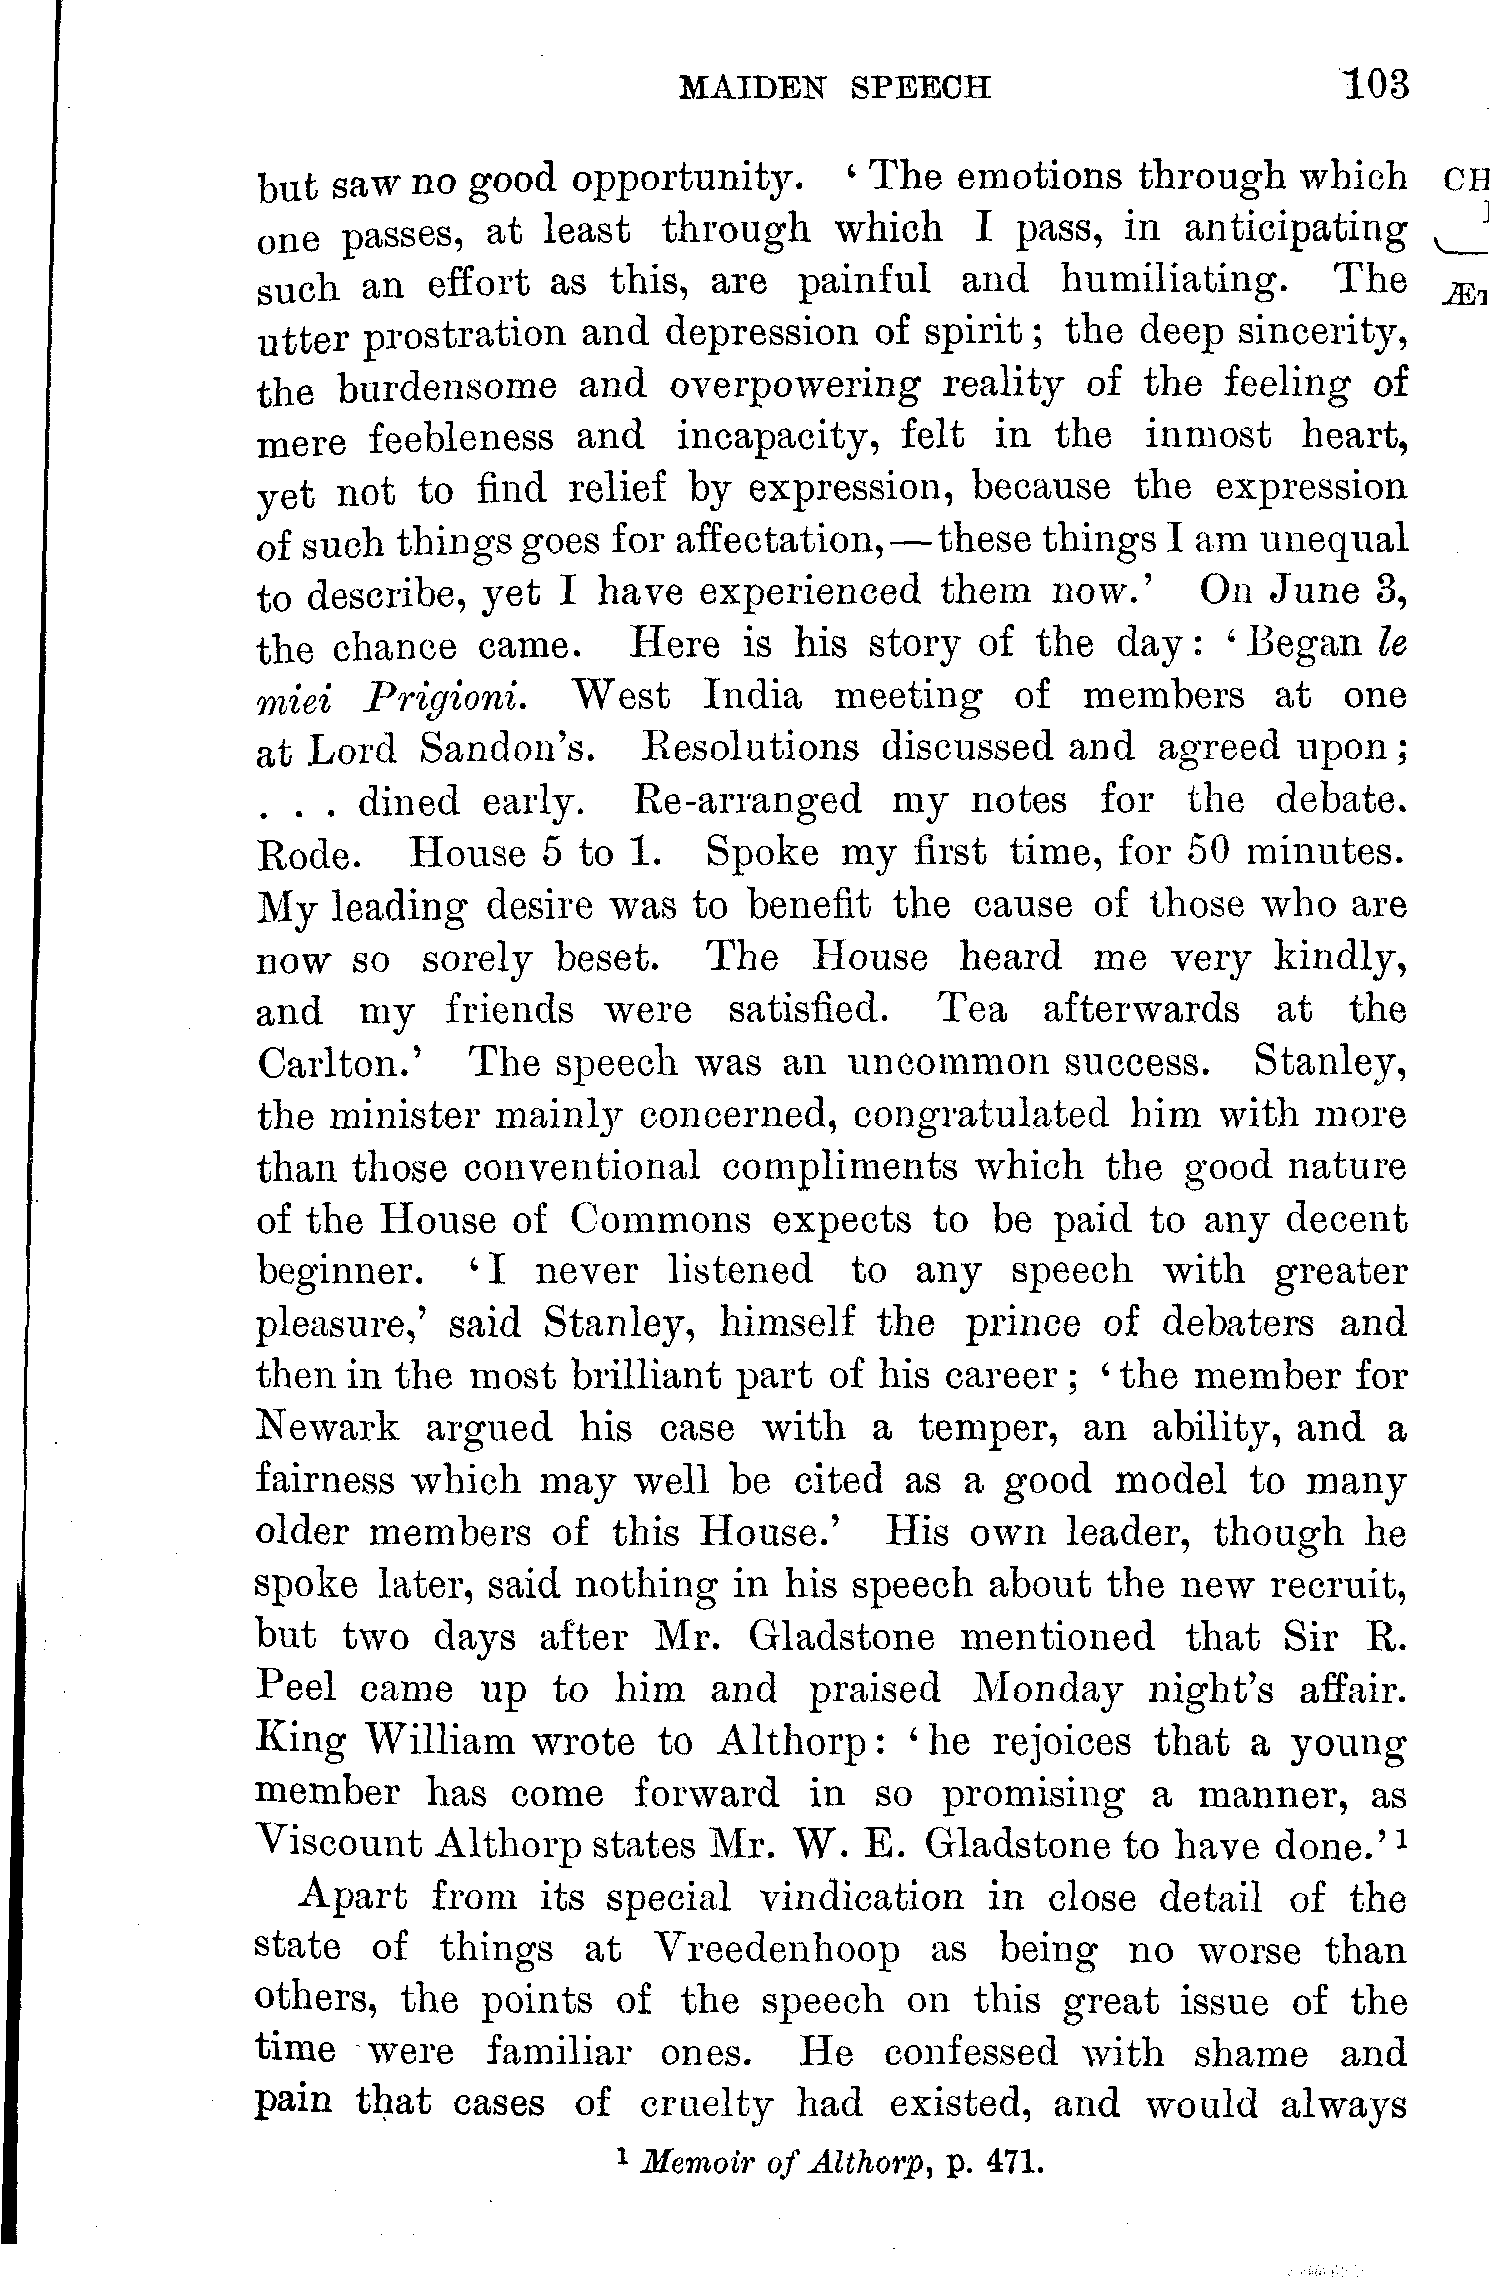 MAIDEN SPEECH 103
but saw no good opportunity. ‘ The emotions through which
one passes, at least through which I pass, in anticipating
such an effort as this, are painful and humiliating. The
utter prostration and depression of spirit ; the deep sincerity,
the burdensome and overpowering reality of the feeling of
mere feebleness and incapacity, felt in the inmost heart,
yet not to find relief by expression, because the expression
of such things goes for affectation,—these things I am unequal
to describe, yet I have experienced them now.’ On June 3,
the chance came. Here is his story of the day : ‘ Began le
miei Prigioni. West India meeting of members at one
at Lord Sandon’s. Resolutions discussed and agreed upon ;
. . . dined early. Re-arranged my notes for the debate.
Rode. House 5 to 1. Spoke my first time, for 50 minutes.
My leading desire was to benefit the cause of those who are
now so sorely beset. The House heard me very kindly,
and my friends were satisfied. Tea afterwards at the
Carlton.’ The speech was an uncommon success. Stanley,
the minister mainly concerned, congratulated him with more
than those conventional compliments which the good nature
of the House of Commons expects to be paid to any decent
beginner. ‘ I never listened to any speech with greater
pleasure,’ said Stanley, himself the prince of debaters and
then in the most brilliant part of his career ; ‘ the member for
Newark argued his case with a temper, an ability, and a
fairness which may well be cited as a good model to many
older members of this House.’ His own leader, though he
spoke later, said nothing in his speech about the new recruit,
but two days after Mr. Gladstone mentioned that Sir R.
Peel came up to him and praised Monday night’s affair.
King William wrote to Althorp : ‘ he rejoices that a young
member has come forward in so promising a manner, as
Viscount Althorp states Mr. W. E. Gladstone to have done.’ ¹
Apart from its special vindication in close detail of the
state of things at Vreedenhoop as being no worse than
others, the points of the speech on this great issue of the
time were familiar ones. He confessed with shame and
pain that cases of cruelty had existed, and would always
¹ Memoir of Althorp, p. 471.
CH